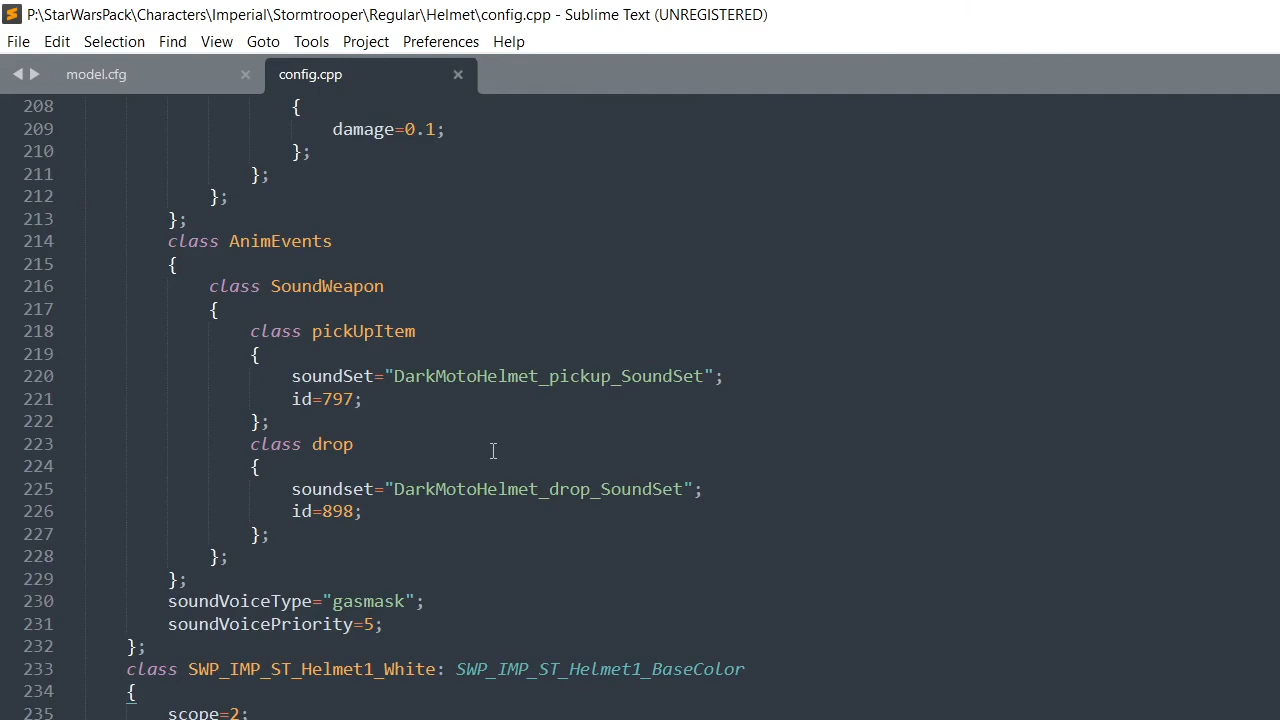 P:\StarWarsPack\Characters\Imperial\Stormtrooper\Regular\Helmet\config.cpp - Sublime Text (UNREGISTERED)
File Edit Selection Find View Goto Tools Project Preferences Help
model.cfg × config.cpp ×
208 {
209 damage=0.1;
210 };
211 };
212 };
213 };
214 class AnimEvents
215 {
216 class SoundWeapon
217 {
218 class pickUpItem
219 {
220 soundSet="DarkMotoHelmet_pickup_SoundSet";
221 id=797;
222 };
223 class drop
224 {
225 soundset="DarkMotoHelmet_drop_SoundSet";
226 id=898;
227 };
228 };
229 };
230 soundVoiceType="gasmask";
231 soundVoicePriority=5;
232 };
233 class SWP_IMP_ST_Helmet1_White: SWP_IMP_ST_Helmet1_BaseColor
234 {
235 scope=2;